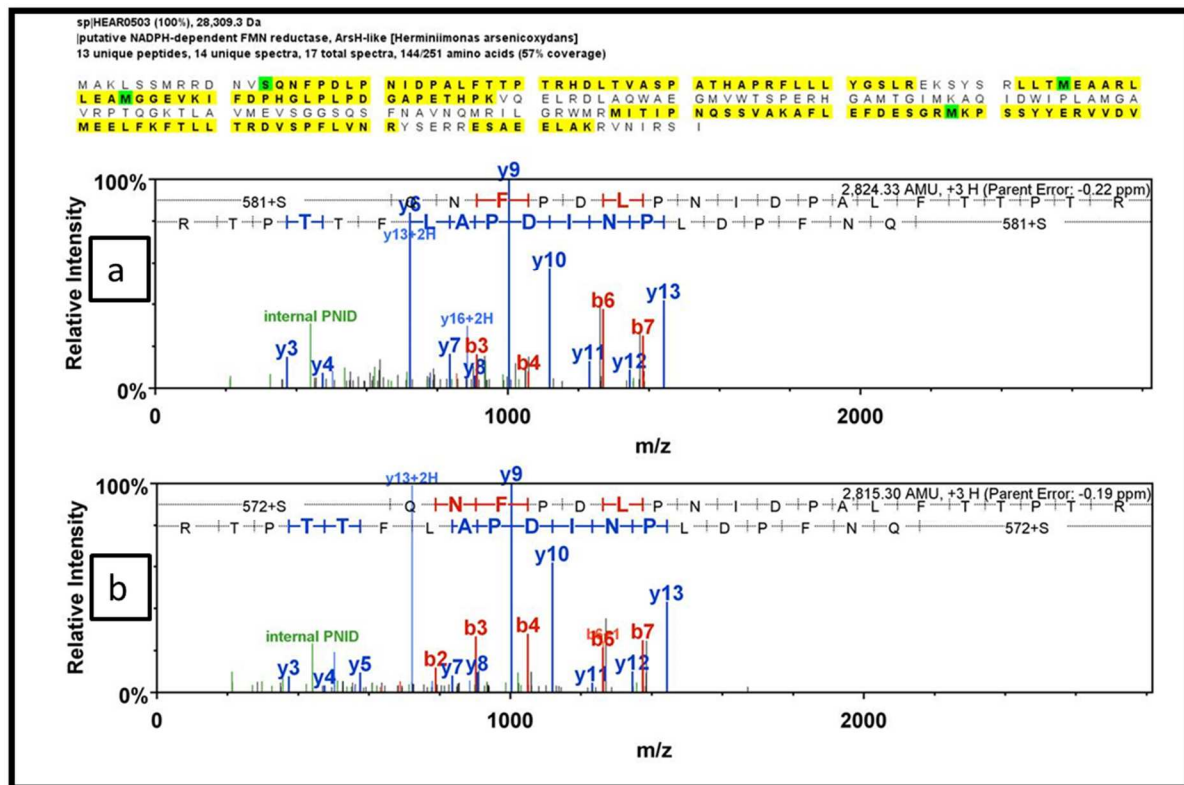 sp|HEAR0503 (100%), 28,309.3 Da
|putative NADPH-dependent FMN reductase, ArsH-like [Herminiimonas arsenicoxydans]
13 unique peptides, 14 unique spectra, 17 total spectra, 144/251 amino acids (57% coverage)
MAKLSSMRRD NVSQNFPDLP NIDPALFTTP TRHDLTVASP ATHAPRFLLL YGSLREKSYS RLLTMEAARL
LEAMGGEVKI FDPHGLPLPD GAPETHPKVQ ELRDLAQWAE GMVWTSPERH GAMTGIMKAQ IDWIPLAMGA
VRPTQGKTLA VMEVSGGSQS FNAVNQMRIL GRWMRMITIP NQSSVAKAFL EFDESGRMKP SSYYERVVDV
MEELFKFTLL TRDVSPFLVN RYSERRESAE ELAKRVNIRS I
a
Relative Intensity
100%
0%
2,824.33 AMU, +3 H (Parent Error: -0.22 ppm)
581+S Q N F P D L P N I D P A L F T T P T R
R T P T T F L A P D I N P L D P F N Q 581+S
y9
y6
y13+2H
y10
internal PNID
y16+2H
b6
y13
y3
y4
y7
b3
y8
b4
y11
b7
y12
0 1000 2000
m/z
b
Relative Intensity
100%
0%
2,815.30 AMU, +3 H (Parent Error: -0.19 ppm)
572+S Q N F P D L P N I D P A L F T T P T R
R T P T T F L A P D I N P L D P F N Q 572+S
y13+2H
y9
y10
y13
internal PNID
b3
b4
b6
b7
y3
y4
y5
b2
y7
y8
y11
y12
0 1000 2000
m/z